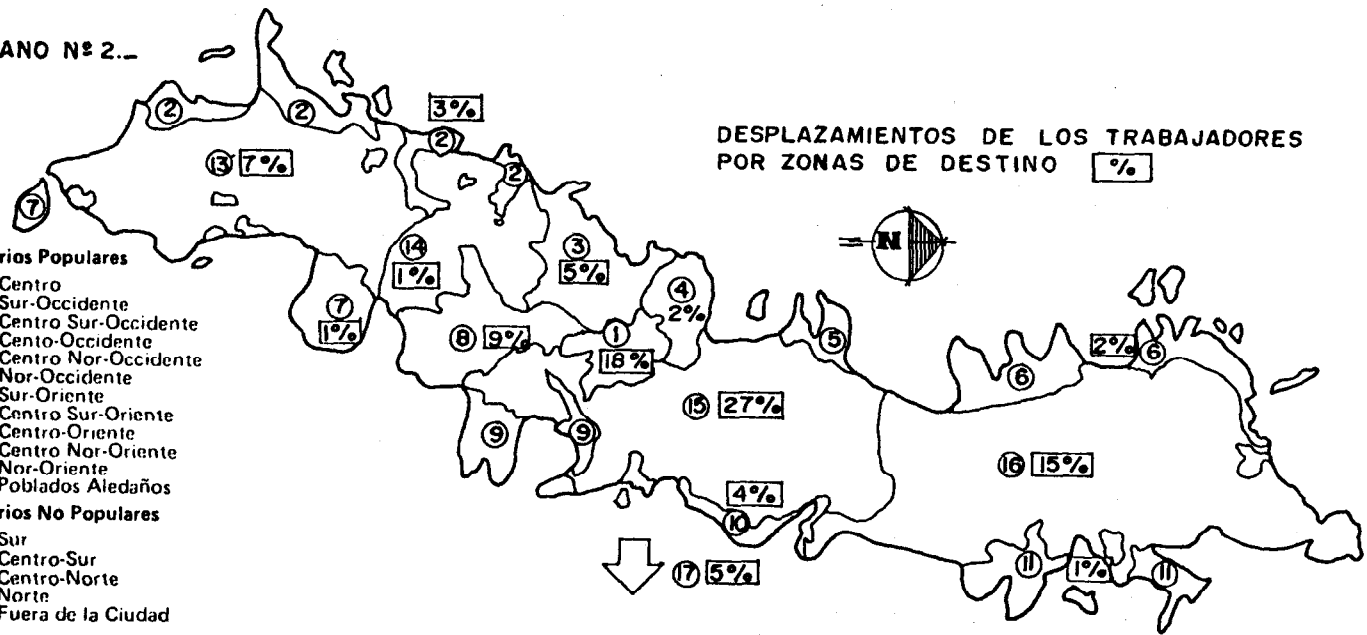 ANO Nº 2._
DESPLAZAMIENTOS DE LOS TRABAJADORES
POR ZONAS DE DESTINO %
N
2
2
3%
2
2
13 7%
7
14
1%
3
5%
4
2%
7
1%
8 9%
1
18%
5
2%
6
6
15 27%
9
9
16 15%
4%
10
17 5%
11
1%
11
rios Populares
Centro
Sur-Occidente
Centro Sur-Occidente
Cento-Occidente
Centro Nor-Occidente
Nor-Occidente
Sur-Oriente
Centro Sur-Oriente
Centro-Oriente
Centro Nor-Oriente
Nor-Oriente
Poblados Aledaños
rios No Populares
Sur
Centro-Sur
Centro-Norte
Norte
Fuera de la Ciudad